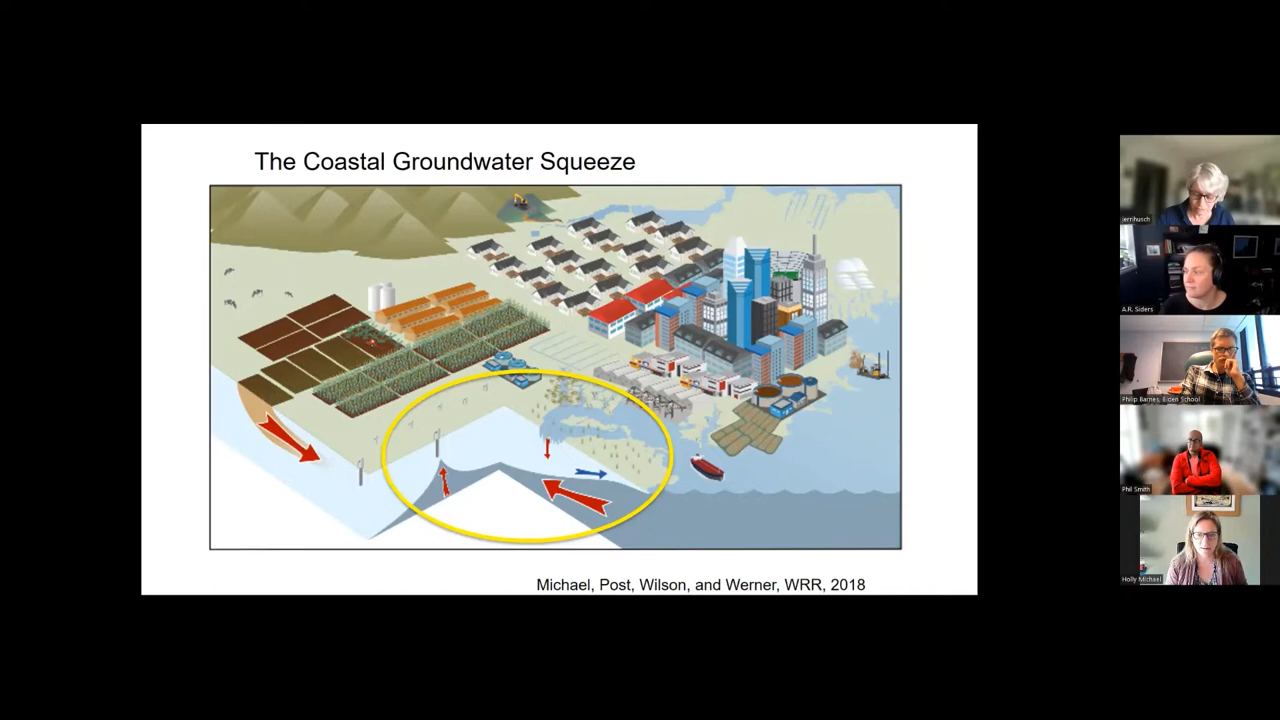 The Coastal Groundwater Squeeze
Michael, Post, Wilson, and Werner, WRR, 2018
jerrihusch
A.R. Siders
Philip Barnes, Biden School
Phil Smith
Holly Michael